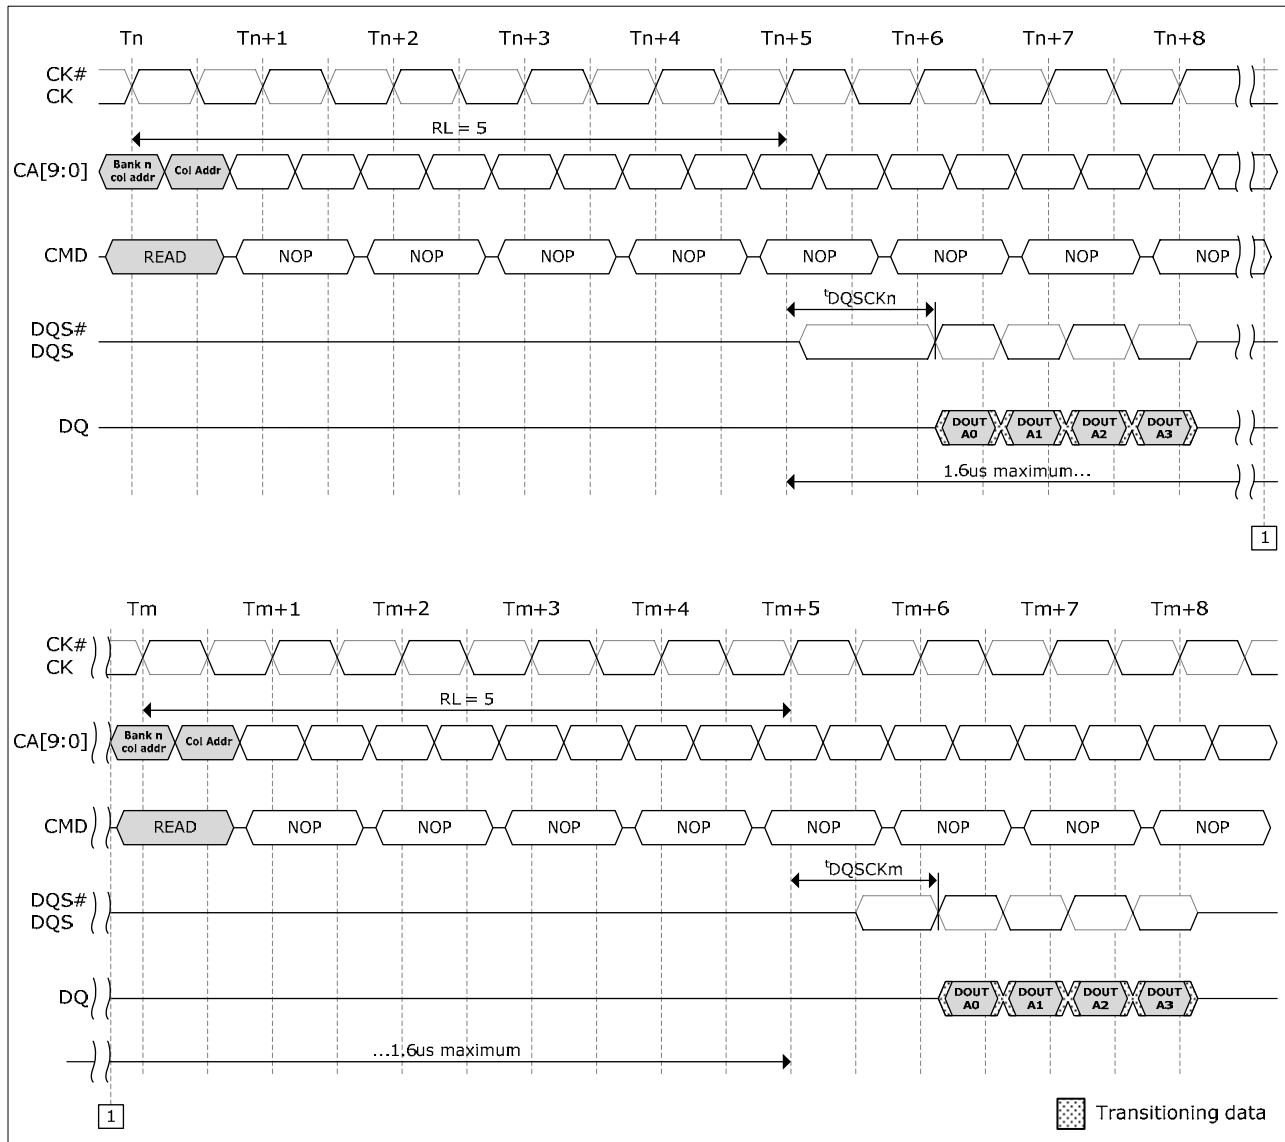 Tn Tn+1 Tn+2 Tn+3 Tn+4 Tn+5 Tn+6 Tn+7 Tn+8
CK#
CK
RL = 5
CA[9:0] Bank n col addr Col Addr
CMD READ NOP NOP NOP NOP NOP NOP NOP NOP
tDQSCKn
DQS#
DQS
DQ DOUT A0 DOUT A1 DOUT A2 DOUT A3
1.6us maximum...
1
Tm Tm+1 Tm+2 Tm+3 Tm+4 Tm+5 Tm+6 Tm+7 Tm+8
CK#
CK
RL = 5
CA[9:0] Bank n col addr Col Addr
CMD READ NOP NOP NOP NOP NOP NOP NOP NOP
tDQSCKm
DQS#
DQS
DQ DOUT A0 DOUT A1 DOUT A2 DOUT A3
...1.6us maximum
1
Transitioning data